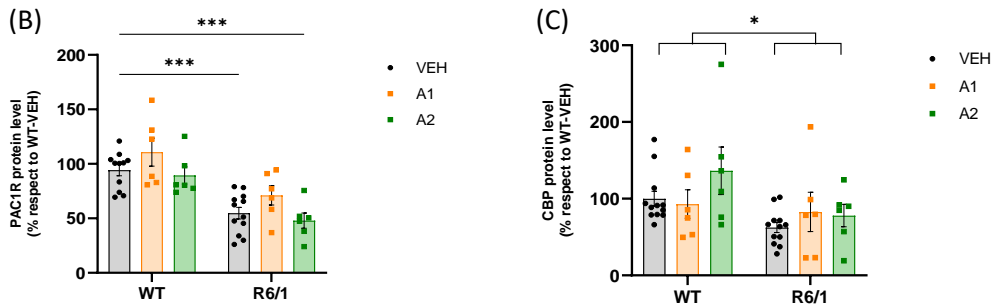 (B)
***
***
PAC1R protein level
(% respect to WT-VEH)
200
150
100
50
0
WT
R6/1
VEH
A1
A2
(C)
*
CBP protein level
(% respect to WT-VEH)
300
200
100
0
WT
R6/1
VEH
A1
A2